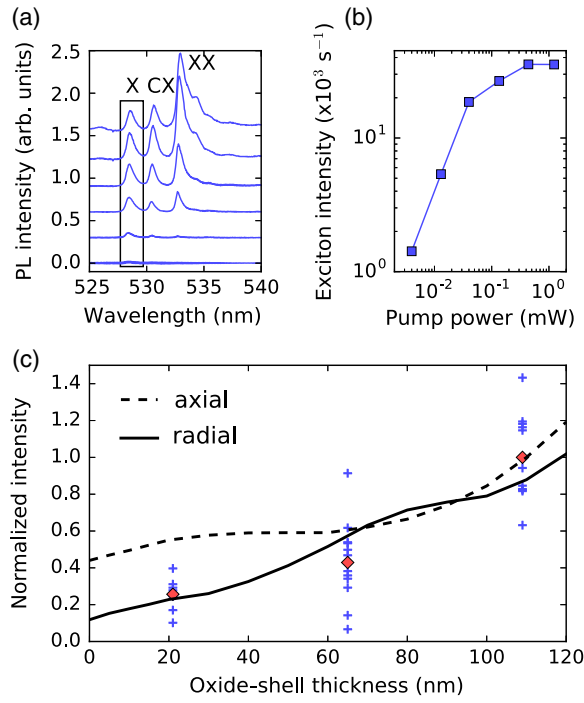 (a)
PL intensity (arb. units)
2.5
2.0
1.5
1.0
0.5
0.0
X CX XX
525 530 535 540
Wavelength (nm)
(b)
Exciton intensity (x10³ s⁻¹)
10¹
10⁰
10⁻² 10⁻¹ 10⁰
Pump power (mW)
(c)
Normalized intensity
1.4
1.2
1.0
0.8
0.6
0.4
0.2
0.0
axial
radial
0 20 40 60 80 100 120
Oxide-shell thickness (nm)